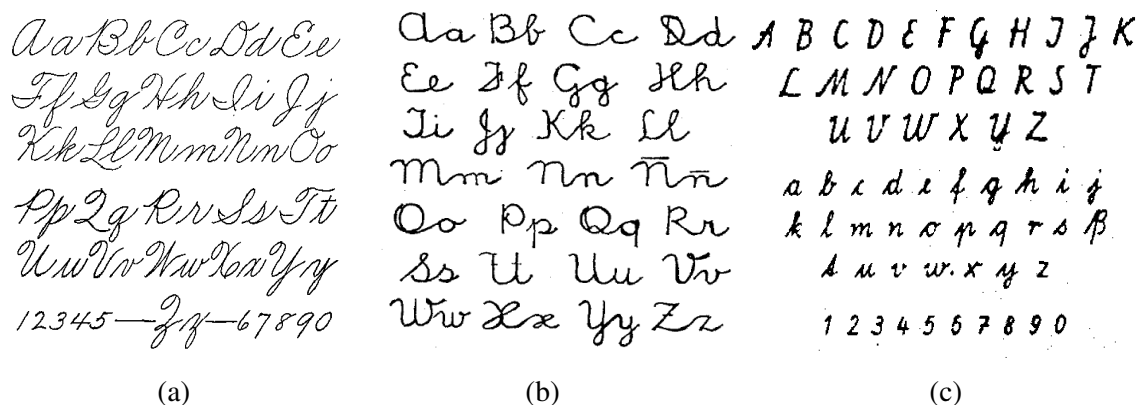 Aa Bb Cc Dd Ee
Ff Gg Hh Ii Jj
Kk Ll Mm Nn Oo
Pp Qq Rr Ss Tt
Uu Vv Ww Xx Yy
12345—Zz—67890
(a)
Aa Bb Cc Dd
Ee Ff Gg Hh
Ii Jj Kk Ll
Mm Nn Ññ
Oo Pp Qq Rr
Ss Tt Uu Vv
Ww Xx Yy Zz
(b)
A B C D E F G H I J K
L M N O P Q R S T
U V W X Y Z
a b c d e f g h i j
k l m n o p q r s ß
t u v w. x y z
1 2 3 4 5 6 7 8 9 0
(c)